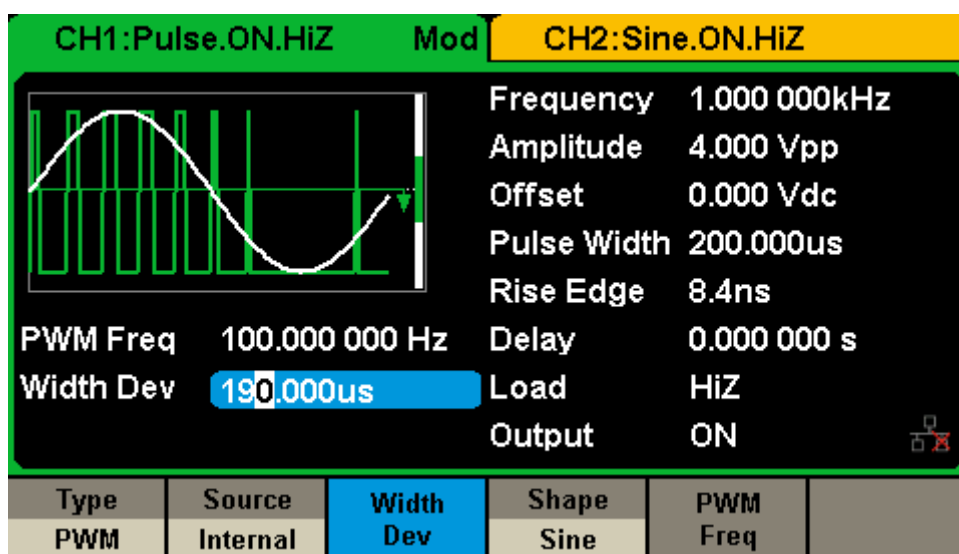 CH1:Pulse.ON.HiZ Mod CH2:Sine.ON.HiZ
Frequency 1.000 000kHz
Amplitude 4.000 Vpp
Offset 0.000 Vdc
Pulse Width 200.000us
Rise Edge 8.4ns
PWM Freq 100.000 000 Hz Delay 0.000 000 s
Width Dev 190.000us Load HiZ
Output ON
Type Source Width Shape PWM
PWM Internal Dev Sine Freq